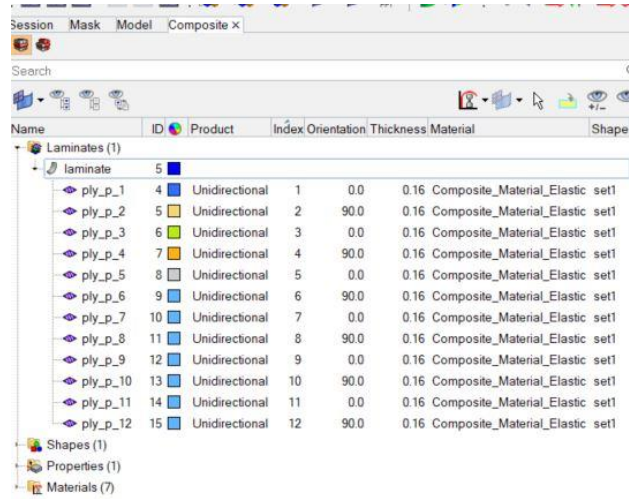 Session Mask Model Composite ×
Search
Name ID Product Index Orientation Thickness Material Shape
Laminates (1)
laminate 5
ply_p_1 4 Unidirectional 1 0.0 0.16 Composite_Material_Elastic set1
ply_p_2 5 Unidirectional 2 90.0 0.16 Composite_Material_Elastic set1
ply_p_3 6 Unidirectional 3 0.0 0.16 Composite_Material_Elastic set1
ply_p_4 7 Unidirectional 4 90.0 0.16 Composite_Material_Elastic set1
ply_p_5 8 Unidirectional 5 0.0 0.16 Composite_Material_Elastic set1
ply_p_6 9 Unidirectional 6 90.0 0.16 Composite_Material_Elastic set1
ply_p_7 10 Unidirectional 7 0.0 0.16 Composite_Material_Elastic set1
ply_p_8 11 Unidirectional 8 90.0 0.16 Composite_Material_Elastic set1
ply_p_9 12 Unidirectional 9 0.0 0.16 Composite_Material_Elastic set1
ply_p_10 13 Unidirectional 10 90.0 0.16 Composite_Material_Elastic set1
ply_p_11 14 Unidirectional 11 0.0 0.16 Composite_Material_Elastic set1
ply_p_12 15 Unidirectional 12 90.0 0.16 Composite_Material_Elastic set1
Shapes (1)
Properties (1)
Materials (7)